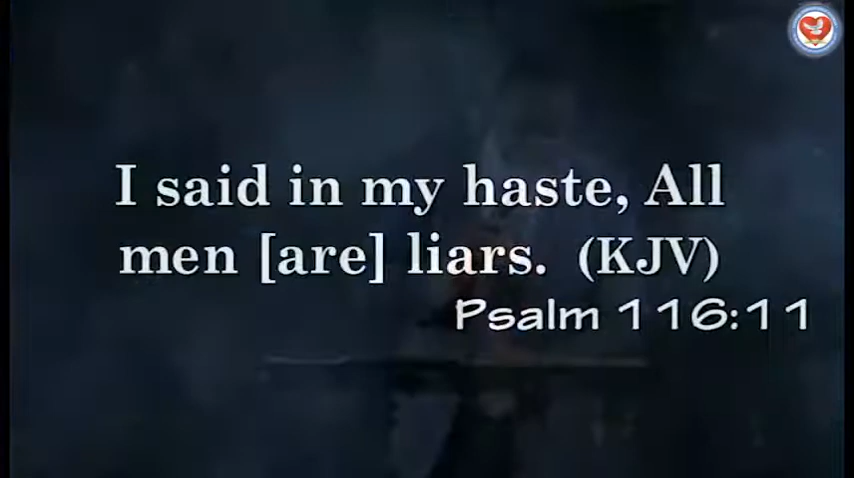 I said in my haste, All
men [are] liars. (KJV)
Psalm 116:11